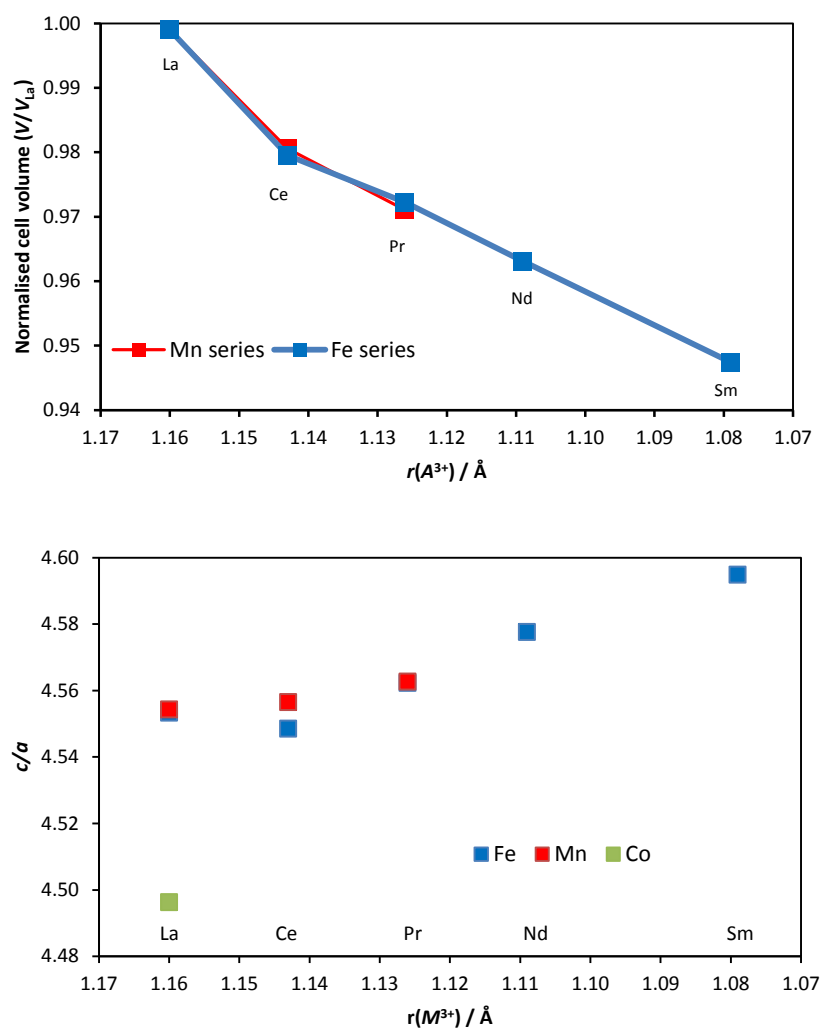 1.00
0.99
0.98
0.97
0.96
0.95
0.94
Normalised cell volume (V/V_La)
La
Ce
Pr
Nd
Sm
Mn series Fe series
1.17 1.16 1.15 1.14 1.13 1.12 1.11 1.10 1.09 1.08 1.07
r(A³⁺) / Å
4.60
4.58
4.56
4.54
4.52
4.50
4.48
c/a
Fe Mn Co
La Ce Pr Nd Sm
1.17 1.16 1.15 1.14 1.13 1.12 1.11 1.10 1.09 1.08 1.07
r(M³⁺) / Å